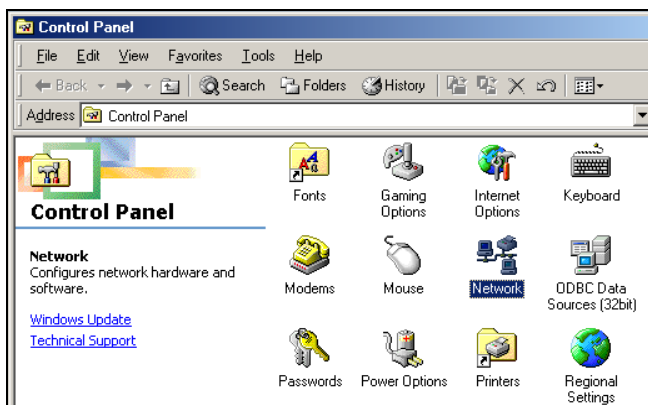 Control Panel
File Edit View Favorites Tools Help
Back Search Folders History
Address Control Panel
Control Panel
Network
Configures network hardware and
software.
Windows Update
Technical Support
Fonts
Gaming
Options
Internet
Options
Keyboard
Modems
Mouse
Network
ODBC Data
Sources (32bit)
Passwords
Power Options
Printers
Regional
Settings